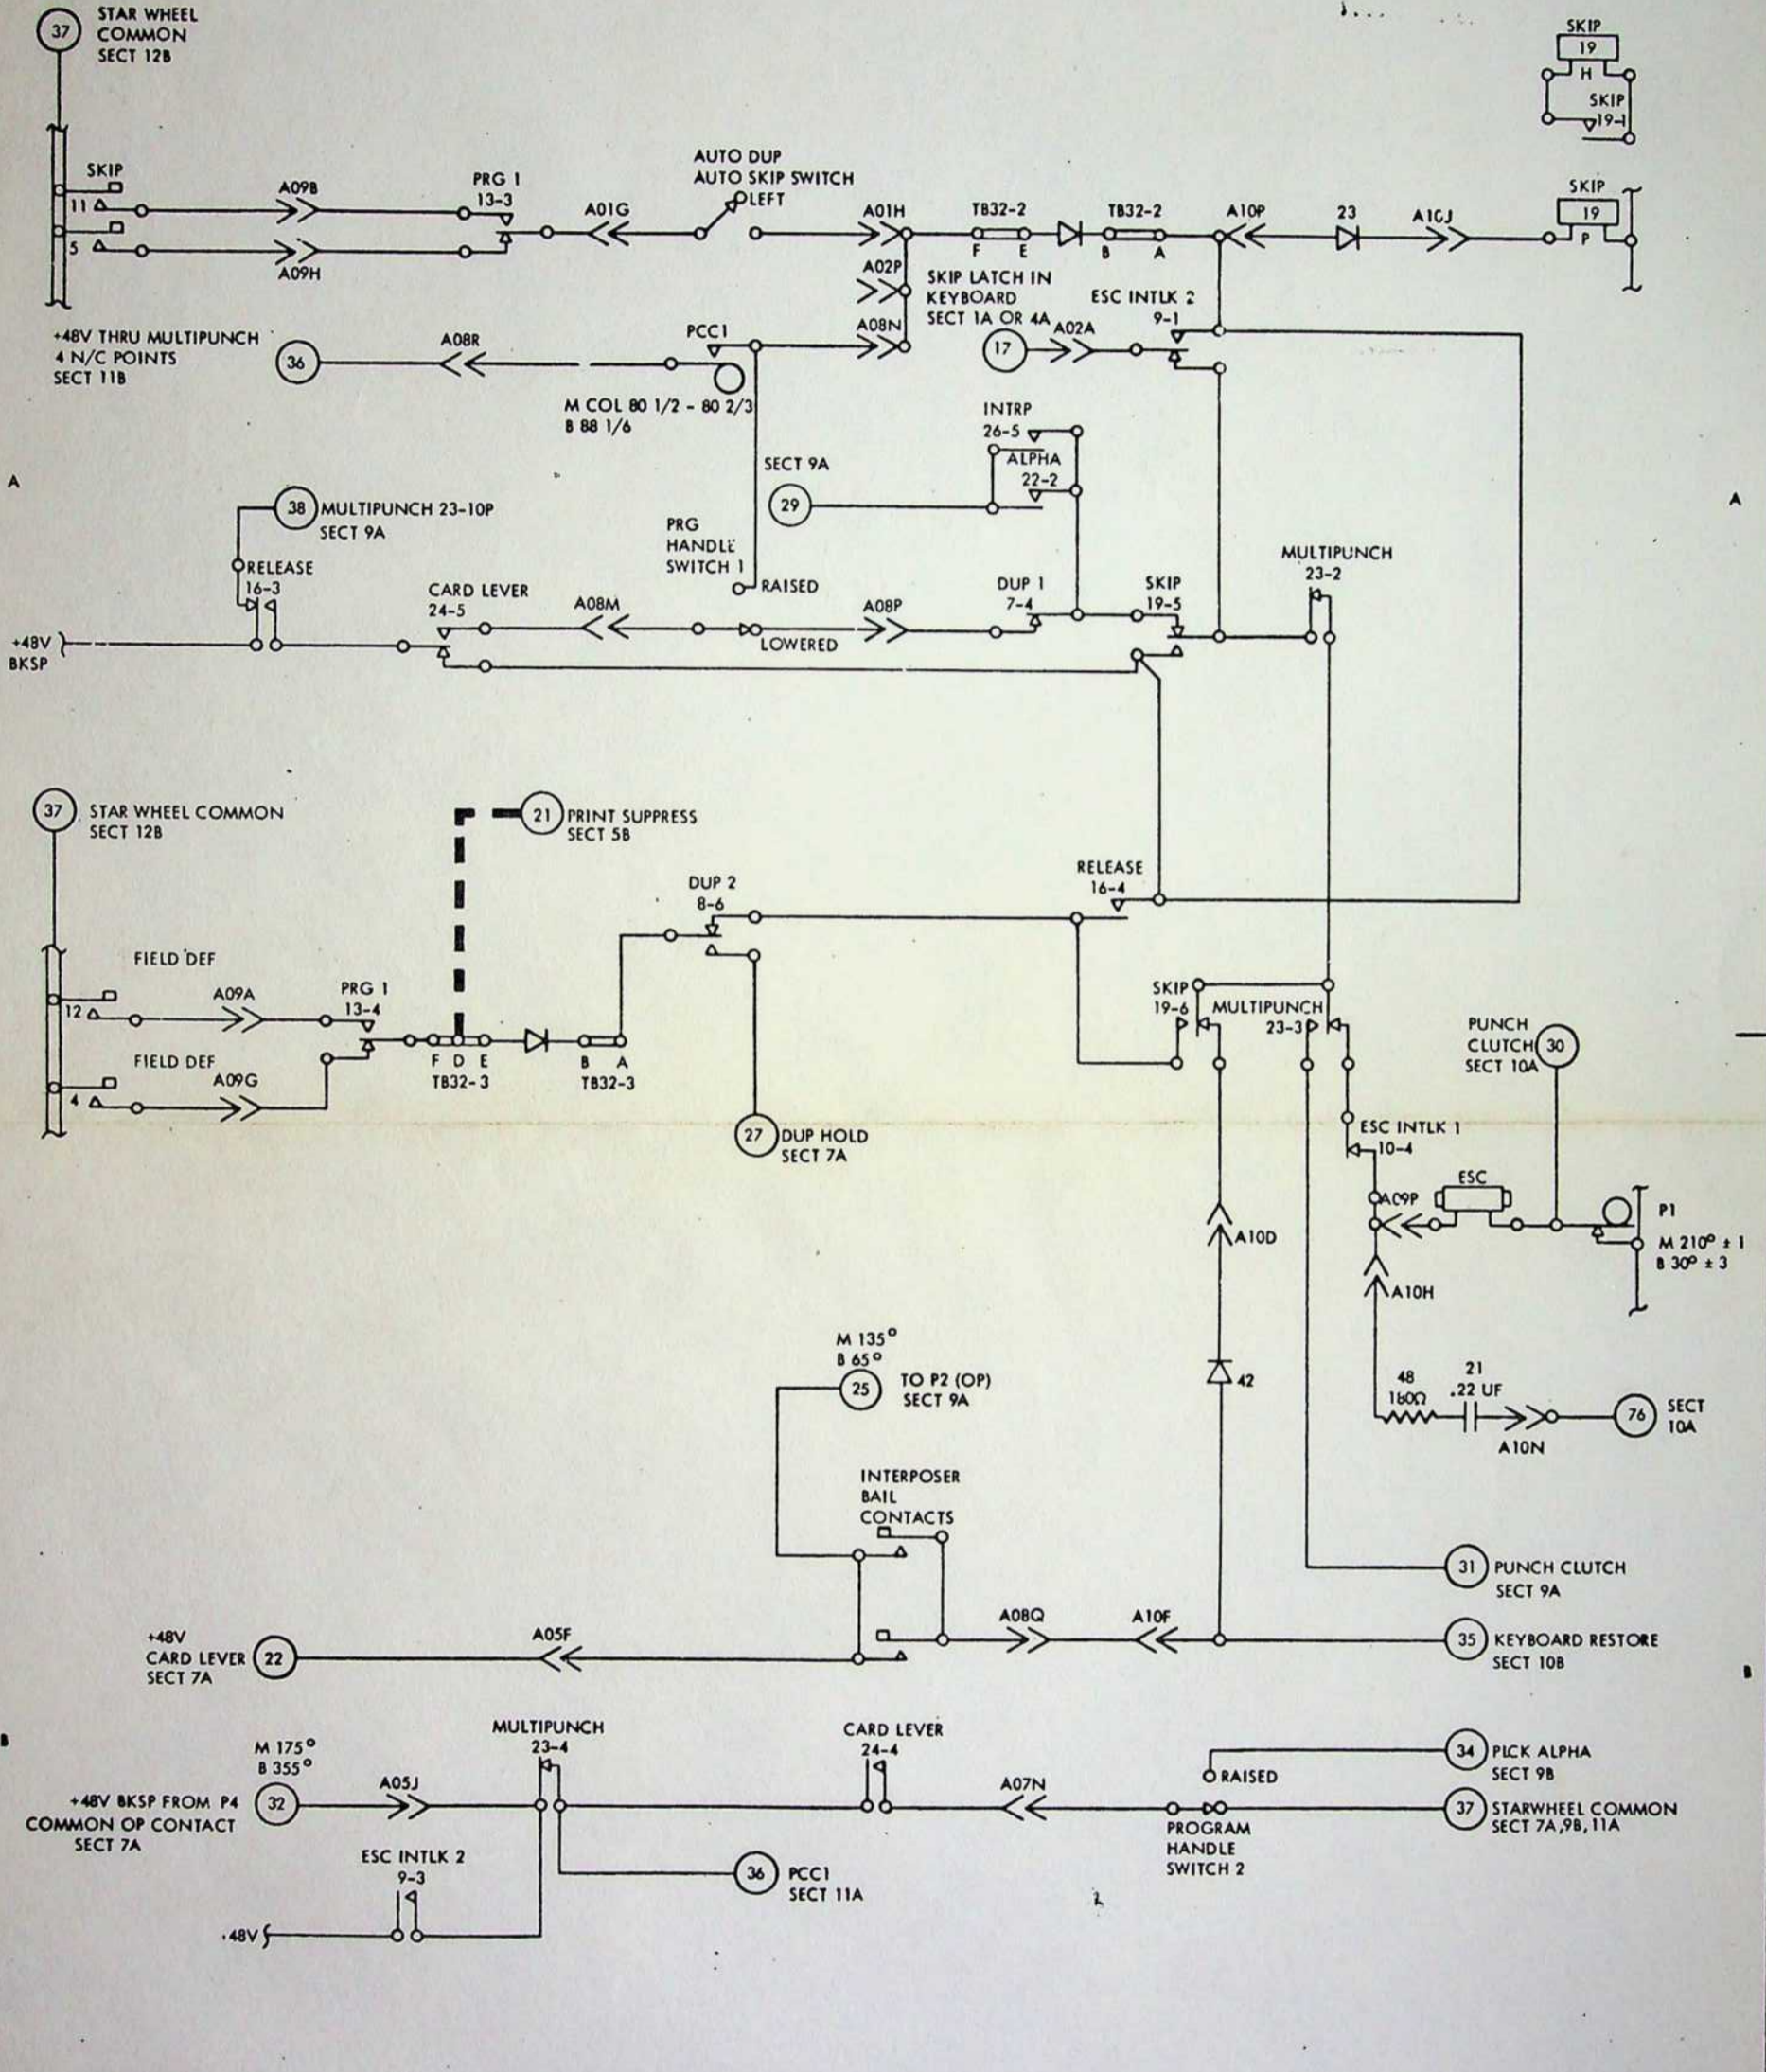 37
STAR WHEEL
COMMON
SECT 12B
SKIP
19
H
SKIP
19-1
SKIP
11
A09B
PRG 1
13-3
A01G
AUTO DUP
AUTO SKIP SWITCH
LEFT
A01H
TB32-2
F E
TB32-2
B A
A10P
23
A10J
SKIP
19
P
5
A09H
A02P
SKIP LATCH IN
KEYBOARD
SECT 1A OR 4A
17
A02A
ESC INTLK 2
9-1
+48V THRU MULTIPUNCH
4 N/C POINTS
SECT 11B
36
A08R
PCC1
A08N
M COL 80 1/2 - 80 2/3
B 88 1/6
INTRP
26-5
ALPHA
22-2
SECT 9A
29
A
A
38
MULTIPUNCH 23-10P
SECT 9A
PRG
HANDLE
SWITCH 1
RAISED
RELEASE
16-3
CARD LEVER
24-5
A08M
LOWERED
A08P
DUP 1
7-4
SKIP
19-5
MULTIPUNCH
23-2
+48V
BKSP
37
STAR WHEEL COMMON
SECT 12B
21
PRINT SUPPRESS
SECT 5B
DUP 2
8-6
RELEASE
16-4
FIELD DEF
12
A09A
PRG 1
13-4
FIELD DEF
4
A09G
F D E
TB32-3
B A
TB32-3
27
DUP HOLD
SECT 7A
SKIP
19-6
MULTIPUNCH
23-3
PUNCH
CLUTCH
SECT 10A
30
ESC INTLK 1
10-4
A09P
ESC
P1
M 210° ± 1
B 30° ± 3
A10D
A10H
M 135°
B 65°
25
TO P2 (OP)
SECT 9A
42
48
180Ω
21
.22 UF
A10N
76
SECT
10A
INTERPOSER
BAIL
CONTACTS
31
PUNCH CLUTCH
SECT 9A
+48V
CARD LEVER
SECT 7A
22
A05F
A08Q
A10F
35
KEYBOARD RESTORE
SECT 10B
B
B
M 175°
B 355°
+48V BKSP FROM P4
COMMON OP CONTACT
SECT 7A
32
A05J
MULTIPUNCH
23-4
CARD LEVER
24-4
A07N
RAISED
34
PICK ALPHA
SECT 9B
PROGRAM
HANDLE
SWITCH 2
37
STARWHEEL COMMON
SECT 7A,9B,11A
ESC INTLK 2
9-3
36
PCC1
SECT 11A
+48V